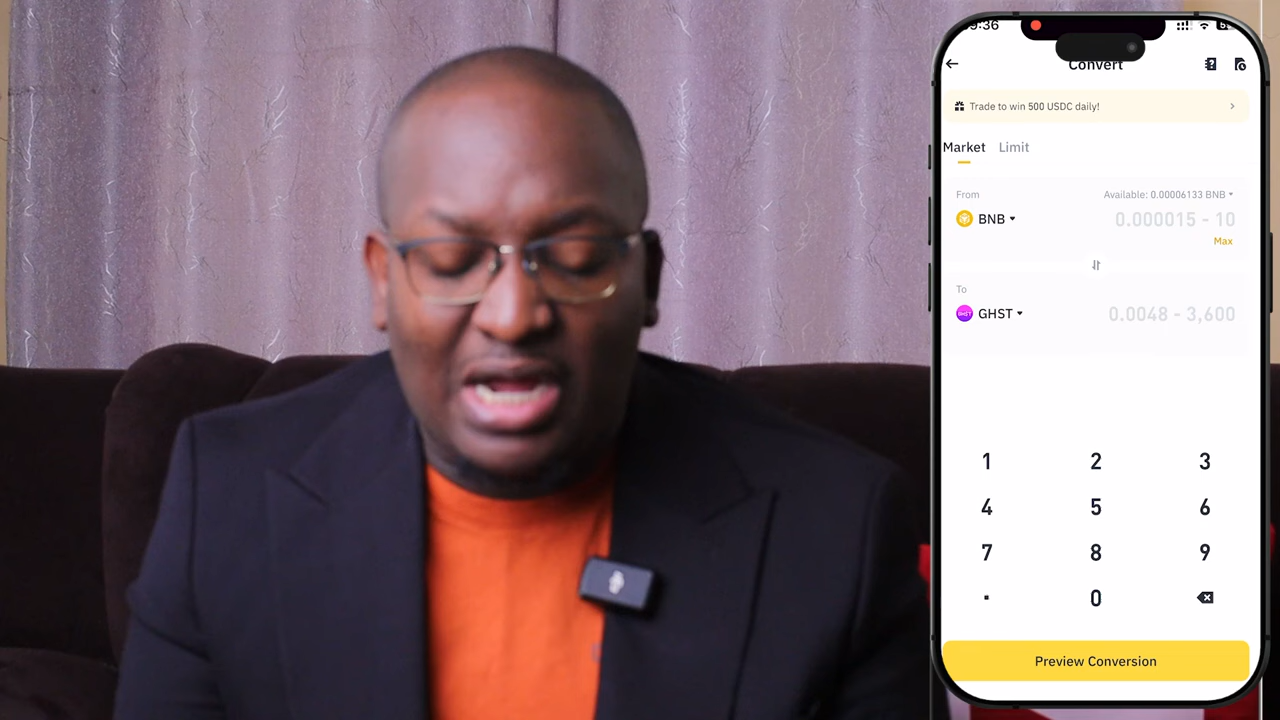 Convert
Trade to win 500 USDC daily!
Market Limit
From
Available: 0.00006133 BNB
BNB
0.000015 - 10
Max
To
GHST
0.0048 - 3,600
1 2 3
4 5 6
7 8 9
. 0
Preview Conversion